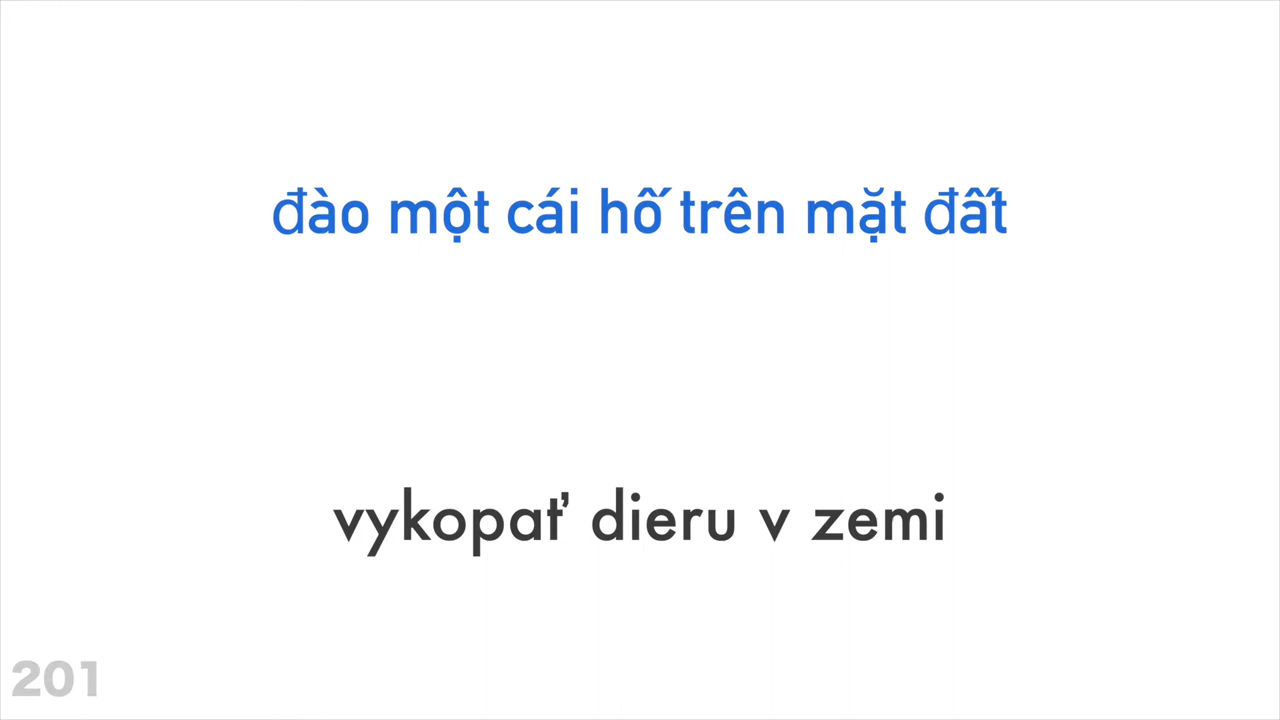 đào một cái hố trên mặt đất
vykopať dieru v zemi
201